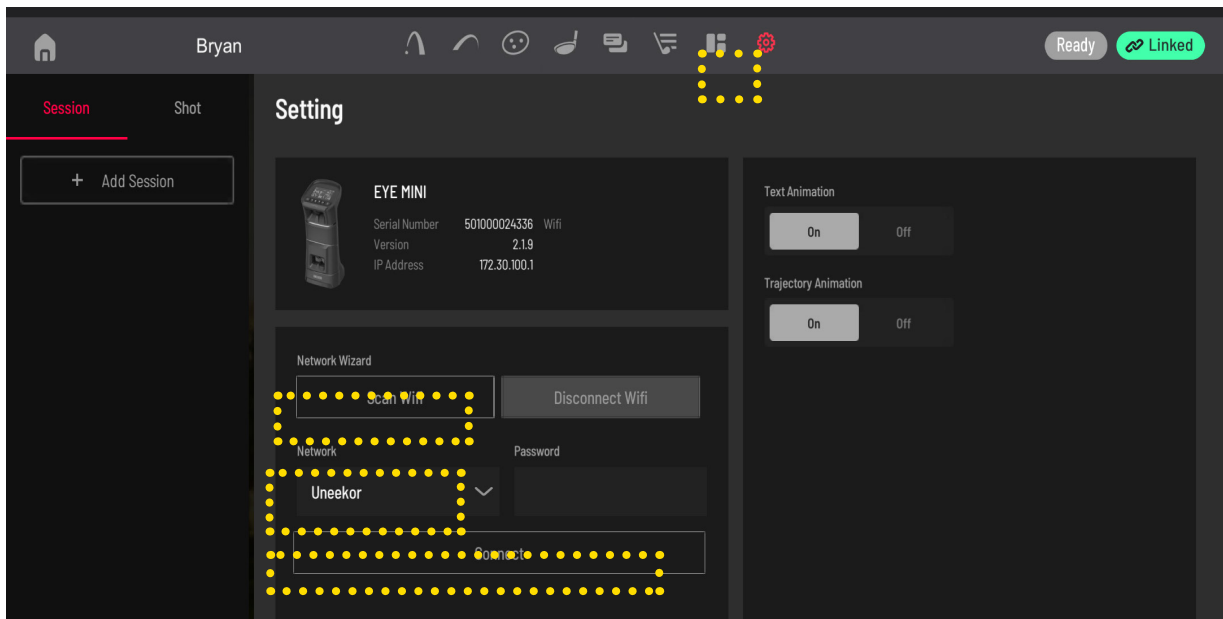 Bryan
Ready
Linked
Session
Shot
Setting
+ Add Session
EYE MINI
Serial Number 501000024336 Wifi
Version 2.1.9
IP Address 172.30.100.1
Text Animation
On Off
Trajectory Animation
On Off
Network Wizard
Scan Wifi
Disconnect Wifi
Network
Password
Uneekor
Connect